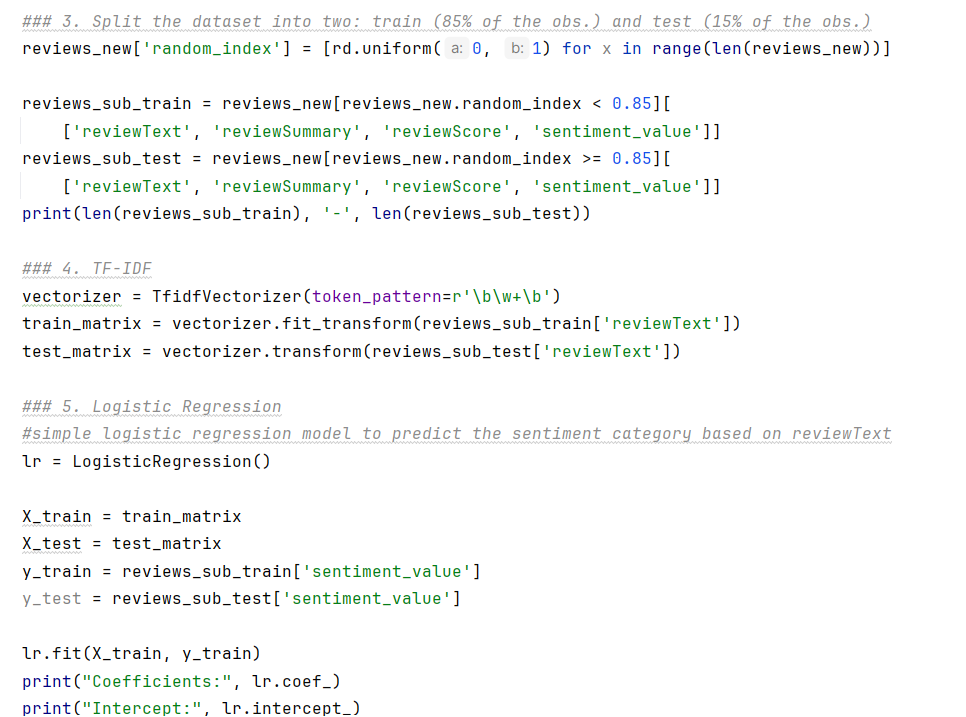 ### 3. Split the dataset into two: train (85% of the obs.) and test (15% of the obs.)
reviews_new['random_index'] = [rd.uniform( a: 0, b: 1) for x in range(len(reviews_new))]
reviews_sub_train = reviews_new[reviews_new.random_index < 0.85][
['reviewText', 'reviewSummary', 'reviewScore', 'sentiment_value']]
reviews_sub_test = reviews_new[reviews_new.random_index >= 0.85][
['reviewText', 'reviewSummary', 'reviewScore', 'sentiment_value']]
print(len(reviews_sub_train), '-', len(reviews_sub_test))
### 4. TF-IDF
vectorizer = TfidfVectorizer(token_pattern=r'\b\w+\b')
train_matrix = vectorizer.fit_transform(reviews_sub_train['reviewText'])
test_matrix = vectorizer.transform(reviews_sub_test['reviewText'])
### 5. Logistic Regression
#simple logistic regression model to predict the sentiment category based on reviewText
lr = LogisticRegression()
X_train = train_matrix
X_test = test_matrix
y_train = reviews_sub_train['sentiment_value']
y_test = reviews_sub_test['sentiment_value']
lr.fit(X_train, y_train)
print("Coefficients:", lr.coef_)
print("Intercept:", lr.intercept_)